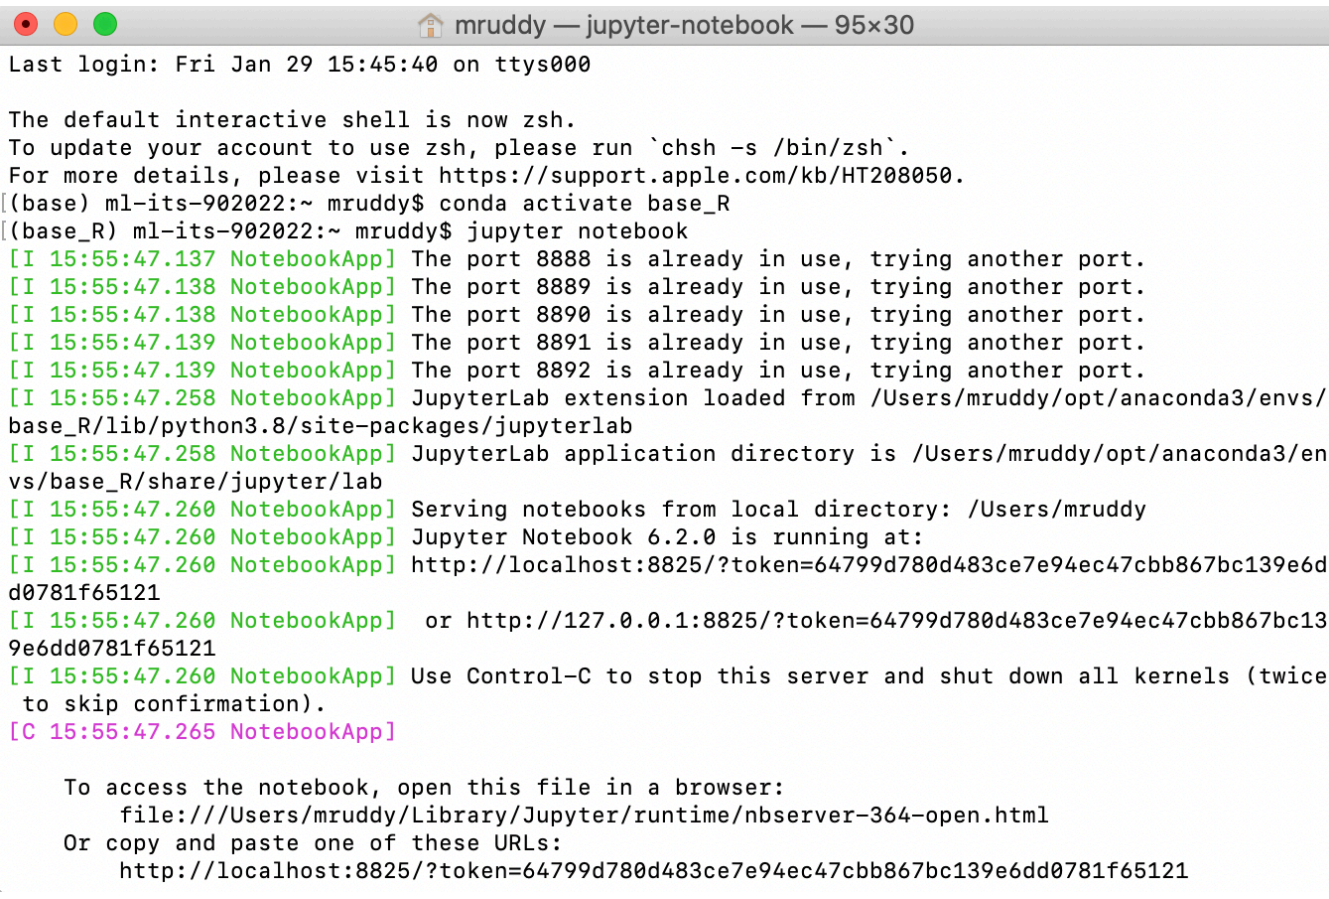 mruddy — jupyter-notebook — 95×30
Last login: Fri Jan 29 15:45:40 on ttys000
The default interactive shell is now zsh.
To update your account to use zsh, please run `chsh -s /bin/zsh`.
For more details, please visit https://support.apple.com/kb/HT208050.
[(base) ml-its-902022:~ mruddy$ conda activate base_R
[(base_R) ml-its-902022:~ mruddy$ jupyter notebook
[I 15:55:47.137 NotebookApp] The port 8888 is already in use, trying another port.
[I 15:55:47.138 NotebookApp] The port 8889 is already in use, trying another port.
[I 15:55:47.138 NotebookApp] The port 8890 is already in use, trying another port.
[I 15:55:47.139 NotebookApp] The port 8891 is already in use, trying another port.
[I 15:55:47.139 NotebookApp] The port 8892 is already in use, trying another port.
[I 15:55:47.258 NotebookApp] JupyterLab extension loaded from /Users/mruddy/opt/anaconda3/envs/
base_R/lib/python3.8/site-packages/jupyterlab
[I 15:55:47.258 NotebookApp] JupyterLab application directory is /Users/mruddy/opt/anaconda3/en
vs/base_R/share/jupyter/lab
[I 15:55:47.260 NotebookApp] Serving notebooks from local directory: /Users/mruddy
[I 15:55:47.260 NotebookApp] Jupyter Notebook 6.2.0 is running at:
[I 15:55:47.260 NotebookApp] http://localhost:8825/?token=64799d780d483ce7e94ec47cbb867bc139e6d
d0781f65121
[I 15:55:47.260 NotebookApp]  or http://127.0.0.1:8825/?token=64799d780d483ce7e94ec47cbb867bc13
9e6dd0781f65121
[I 15:55:47.260 NotebookApp] Use Control-C to stop this server and shut down all kernels (twice
 to skip confirmation).
[C 15:55:47.265 NotebookApp]
    To access the notebook, open this file in a browser:
        file:///Users/mruddy/Library/Jupyter/runtime/nbserver-364-open.html
    Or copy and paste one of these URLs:
        http://localhost:8825/?token=64799d780d483ce7e94ec47cbb867bc139e6dd0781f65121